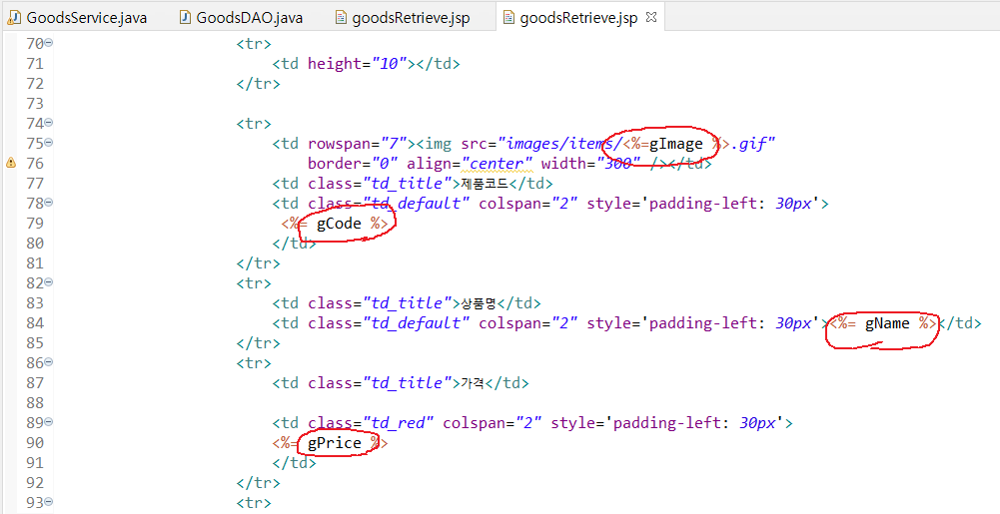 GoodsService.java GoodsDAO.java goodsRetrieve.jsp goodsRetrieve.jsp
70 <tr>
71 <td height="10"></td>
72 </tr>
73
74 <tr>
75 <td rowspan="7"><img src="images/items/<%=gImage %>.gif"
76 border="0" align="center" width="300" /></td>
77 <td class="td_title">제품코드</td>
78 <td class="td_default" colspan="2" style='padding-left: 30px'>
79 <%= gCode %>
80 </td>
81 </tr>
82 <tr>
83 <td class="td_title">상품명</td>
84 <td class="td_default" colspan="2" style='padding-left: 30px'><%= gName %></td>
85 </tr>
86 <tr>
87 <td class="td_title">가격</td>
88
89 <td class="td_red" colspan="2" style='padding-left: 30px'>
90 <%= gPrice %>
91 </td>
92 </tr>
93 <tr>